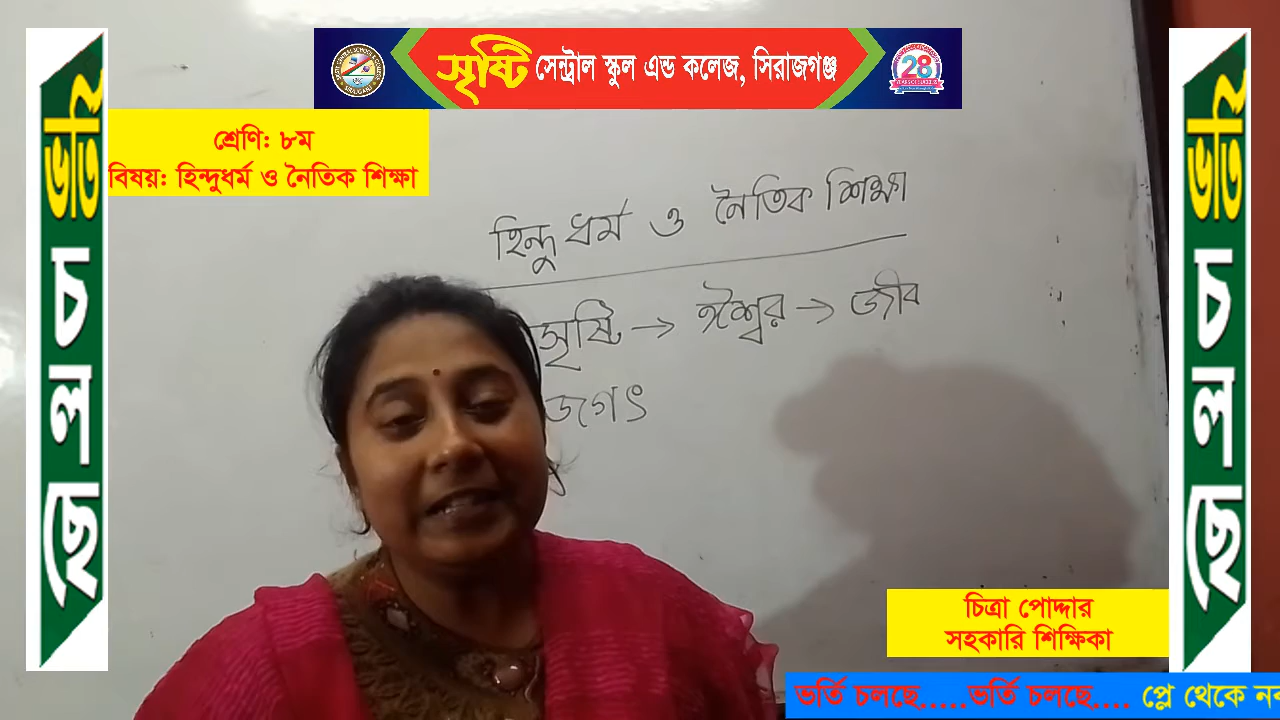 সৃষ্টি সেন্ট্রাল স্কুল এন্ড কলেজ, সিরাজগঞ্জ
28
ভর্তি চলছে
শ্রেণি: ৮ম
বিষয়: হিন্দুধর্ম ও নৈতিক শিক্ষা
হিন্দু ধর্ম ও নৈতিক শিক্ষা
সৃষ্টি → ঈশ্বর → জীব
জগৎ
ভর্তি চলছে
চিত্রা পোদ্দার
সহকারি শিক্ষিকা
ভর্তি চলছে.....ভর্তি চলছে.... প্লে থেকে